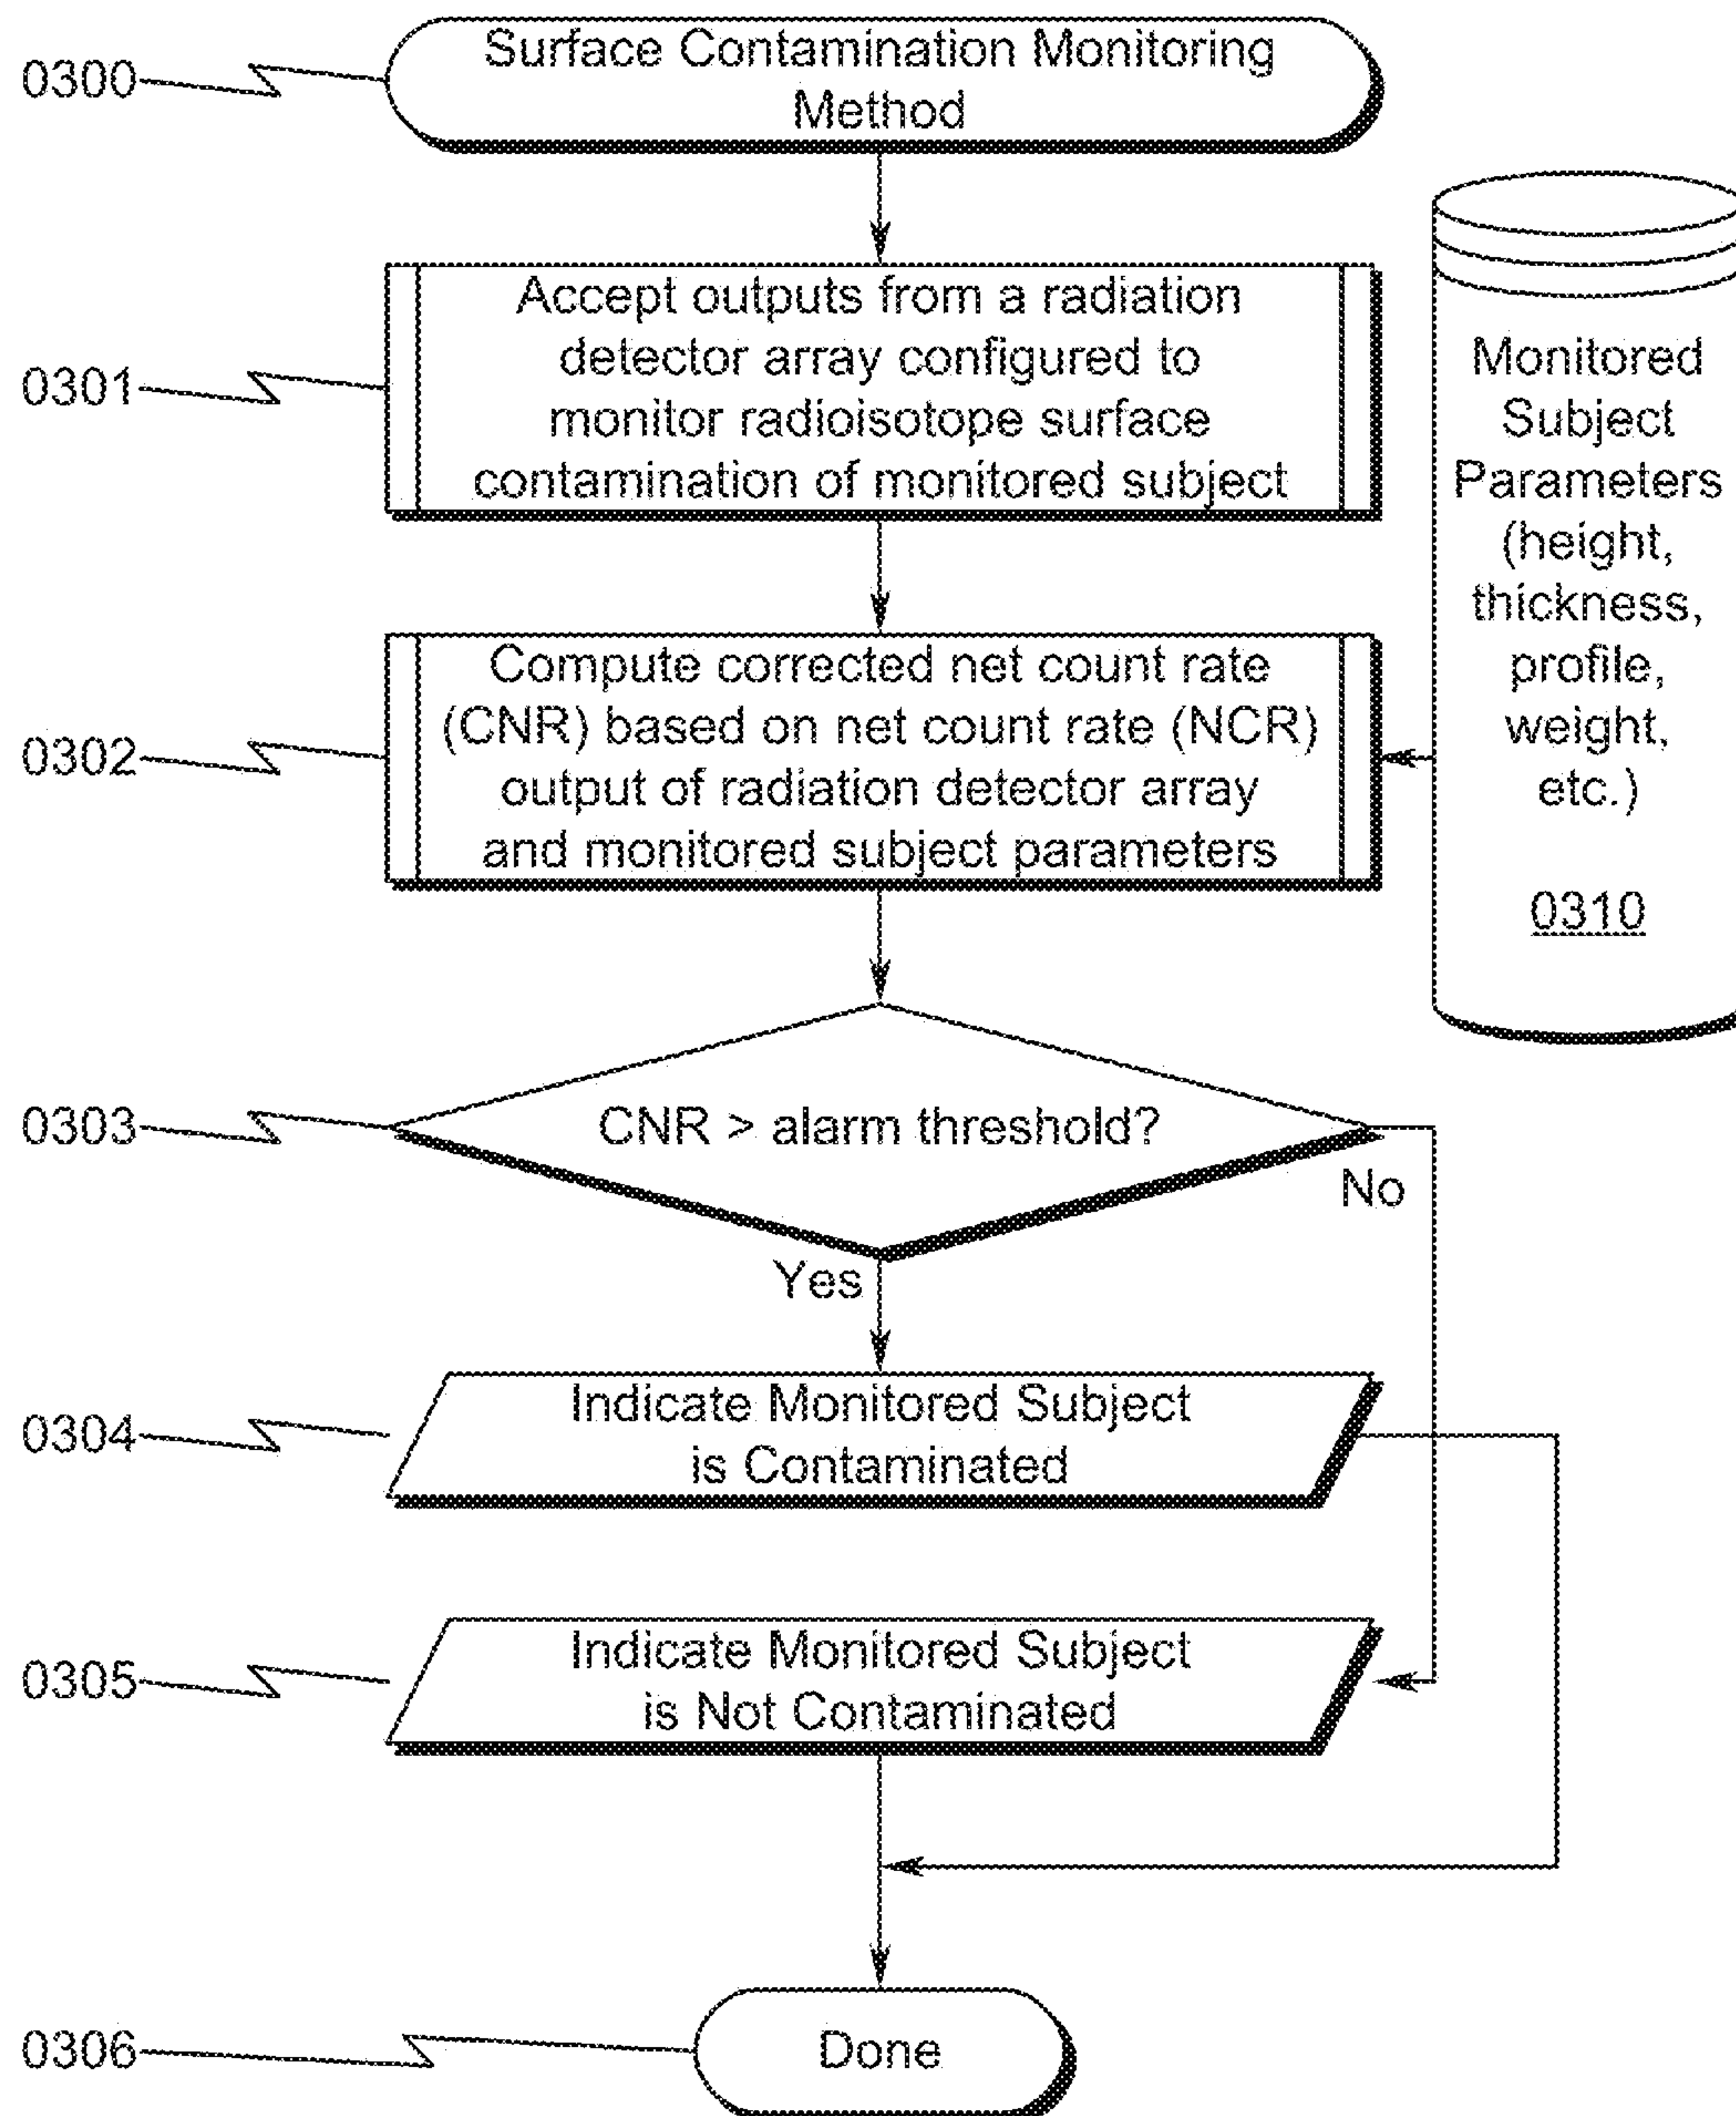 0300
Surface Contamination Monitoring
Method
0301
Accept outputs from a radiation
detector array configured to
monitor radioisotope surface
contamination of monitored subject
0302
Compute corrected net count rate
(CNR) based on net count rate (NCR)
output of radiation detector array
and monitored subject parameters
Monitored
Subject
Parameters
(height,
thickness,
profile,
weight,
etc.)
0310
0303
CNR > alarm threshold?
No
Yes
0304
Indicate Monitored Subject
is Contaminated
0305
Indicate Monitored Subject
is Not Contaminated
0306
Done